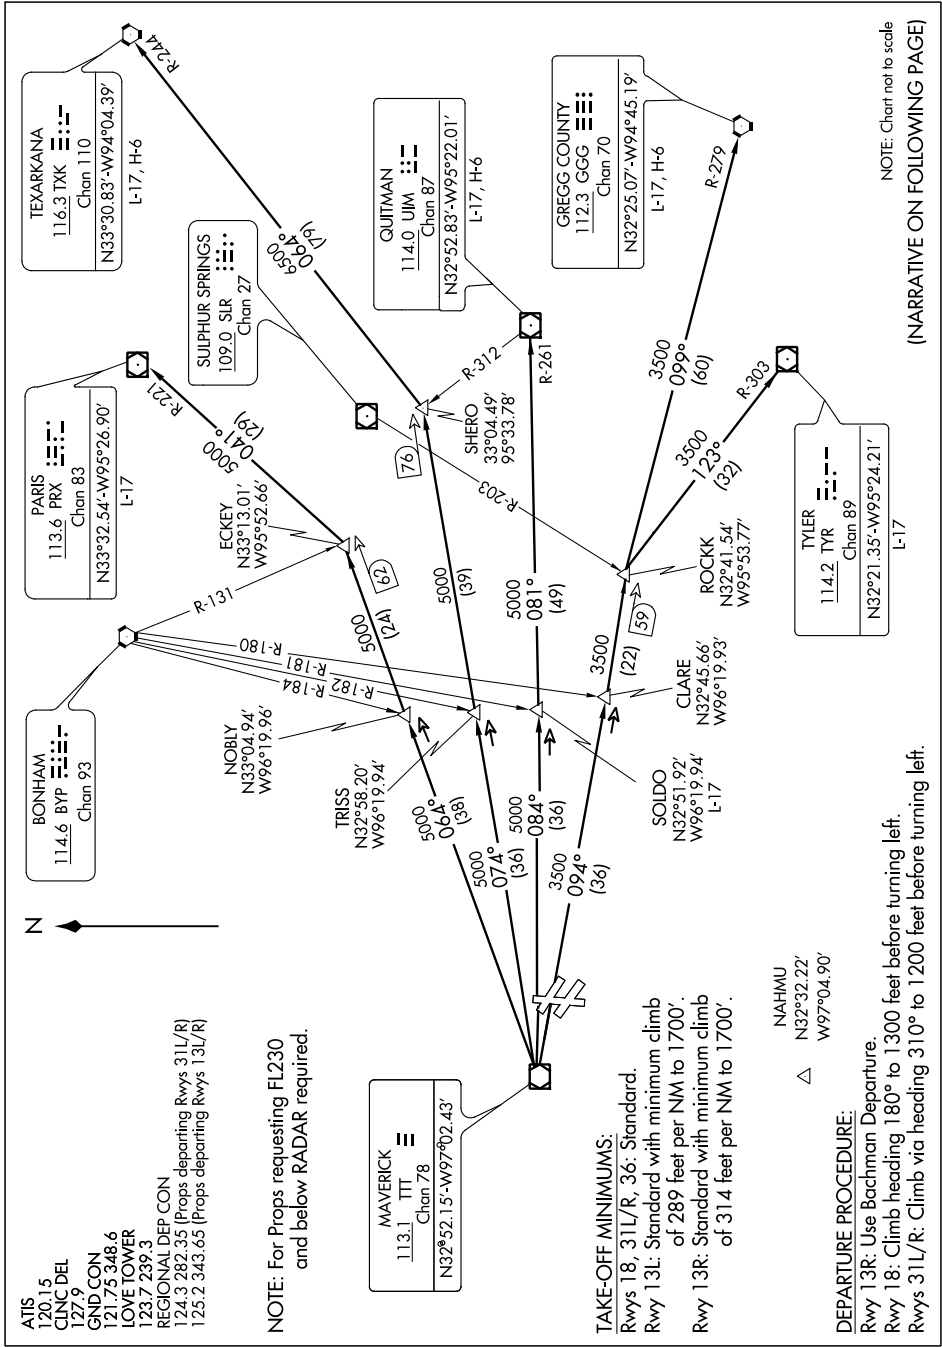 ATIS
120.15
CLNC DEL
127.9
GND CON
121.75 348.6
LOVE TOWER
123.7 239.3
REGIONAL DEP CON
124.3 282.35 (Props departing Rwys 31L/R)
125.2 343.65 (Props departing Rwys 13L/R)
NOTE: For Props requesting FL230
and below RADAR required.
N
BONHAM
114.6 BYP
Chan 93
PARIS
113.6 PRX
Chan 83
N33°32.54'-W95°26.90'
L-17
TEXARKANA
116.3 TXK
Chan 110
N33°30.83'-W94°04.39'
L-17, H-6
SULPHUR SPRINGS
109.0 SLR
Chan 27
QUITMAN
114.0 UIM
Chan 87
N32°52.83'-W95°22.01'
L-17, H-6
GREGG COUNTY
112.3 GGG
Chan 70
N32°25.07'-W94°45.19'
L-17, H-6
TYLER
114.2 TYR
Chan 89
N32°21.35'-W95°24.21'
L-17
MAVERICK
113.1 TTT
Chan 78
N32°52.15'-W97°02.43'
NOBLY
N33°04.94'
W96°19.96'
ECKEY
N33°13.01'
W95°52.66'
TRISS
N32°58.20'
W96°19.94'
SHERO
33°04.49'
95°33.78'
SOLDO
N32°51.92'
W96°19.94'
L-17
CLARE
N32°45.66'
W96°19.93'
ROCKK
N32°41.54'
W95°53.77'
NAHMU
N32°32.22'
W97°04.90'
5000
064°
(38)
5000
(24)
62
5000
041°
(29)
R-221
R-131
R-184
R-182
R-181
R-180
5000
074°
(36)
5000
(39)
76
6500
064°
(79)
R-244
R-312
5000
084°
(36)
5000
081°
(49)
R-261
3500
094°
(36)
3500
(22)
59
R-203
3500
099°
(60)
R-279
3500
123°
(32)
R-303
TAKE-OFF MINIMUMS:
Rwys 18, 31L/R, 36: Standard.
Rwy 13L: Standard with minimum climb
of 289 feet per NM to 1700'.
Rwy 13R: Standard with minimum climb
of 314 feet per NM to 1700'.
DEPARTURE PROCEDURE:
Rwy 13R: Use Bachman Departure.
Rwy 18: Climb heading 180° to 1300 feet before turning left.
Rwys 31L/R: Climb via heading 310° to 1200 feet before turning left.
NOTE: Chart not to scale
(NARRATIVE ON FOLLOWING PAGE)